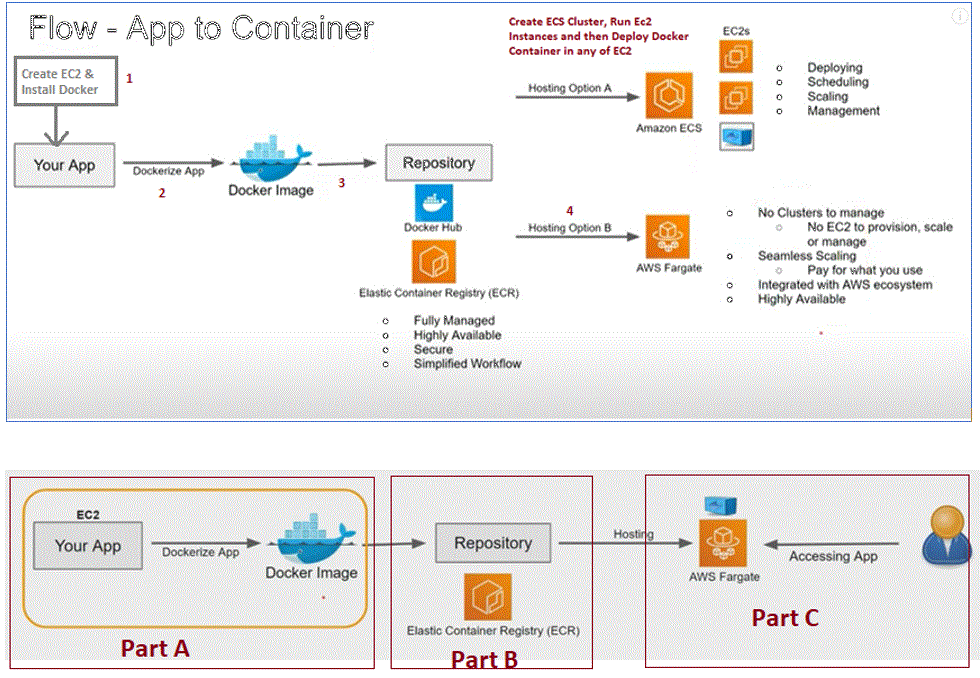 Flow - App to Container
Create ECS Cluster, Run Ec2
Instances and then Deploy Docker
Container in any of EC2
Create EC2 &
Install Docker
1
Your App
Dockerize App
2
Docker Image
3
Repository
Docker Hub
Elastic Container Registry (ECR)
Fully Managed
Highly Available
Secure
Simplified Workflow
Hosting Option A
Amazon ECS
EC2s
Deploying
Scheduling
Scaling
Management
4
Hosting Option B
AWS Fargate
No Clusters to manage
No EC2 to provision, scale
or manage
Seamless Scaling
Pay for what you use
Integrated with AWS ecosystem
Highly Available
EC2
Your App
Dockerize App
Docker Image
Part A
Repository
Elastic Container Registry (ECR)
Part B
Hosting
AWS Fargate
Accessing App
Part C